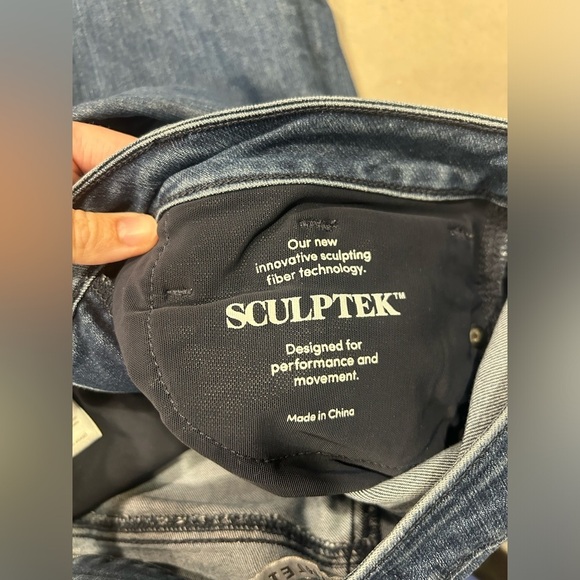 Our new
innovative sculpting
fiber technology.
SCULPTEK™
Designed for
performance and
movement.
Made in China